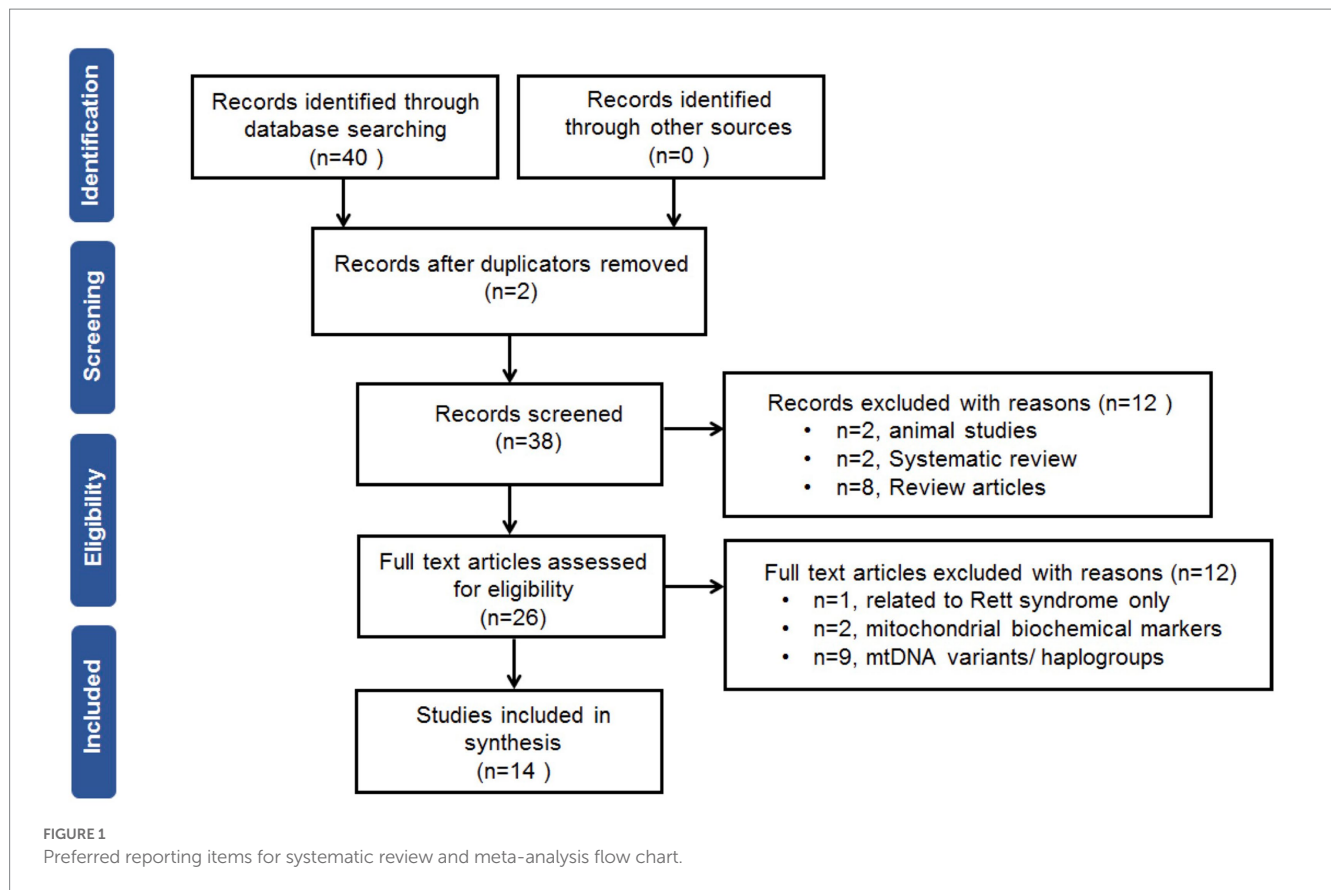 Identification
Records identified through
database searching
(n=40 )
Records identified
through other sources
(n=0 )
Screening
Records after duplicators removed
(n=2)
Records screened
(n=38)
Records excluded with reasons (n=12 )
• n=2, animal studies
• n=2, Systematic review
• n=8, Review articles
Eligibility
Full text articles assessed
for eligibility
(n=26)
Full text articles excluded with reasons (n=12)
• n=1, related to Rett syndrome only
• n=2, mitochondrial biochemical markers
• n=9, mtDNA variants/ haplogroups
Included
Studies included in
synthesis
(n=14 )
FIGURE 1
Preferred reporting items for systematic review and meta-analysis flow chart.